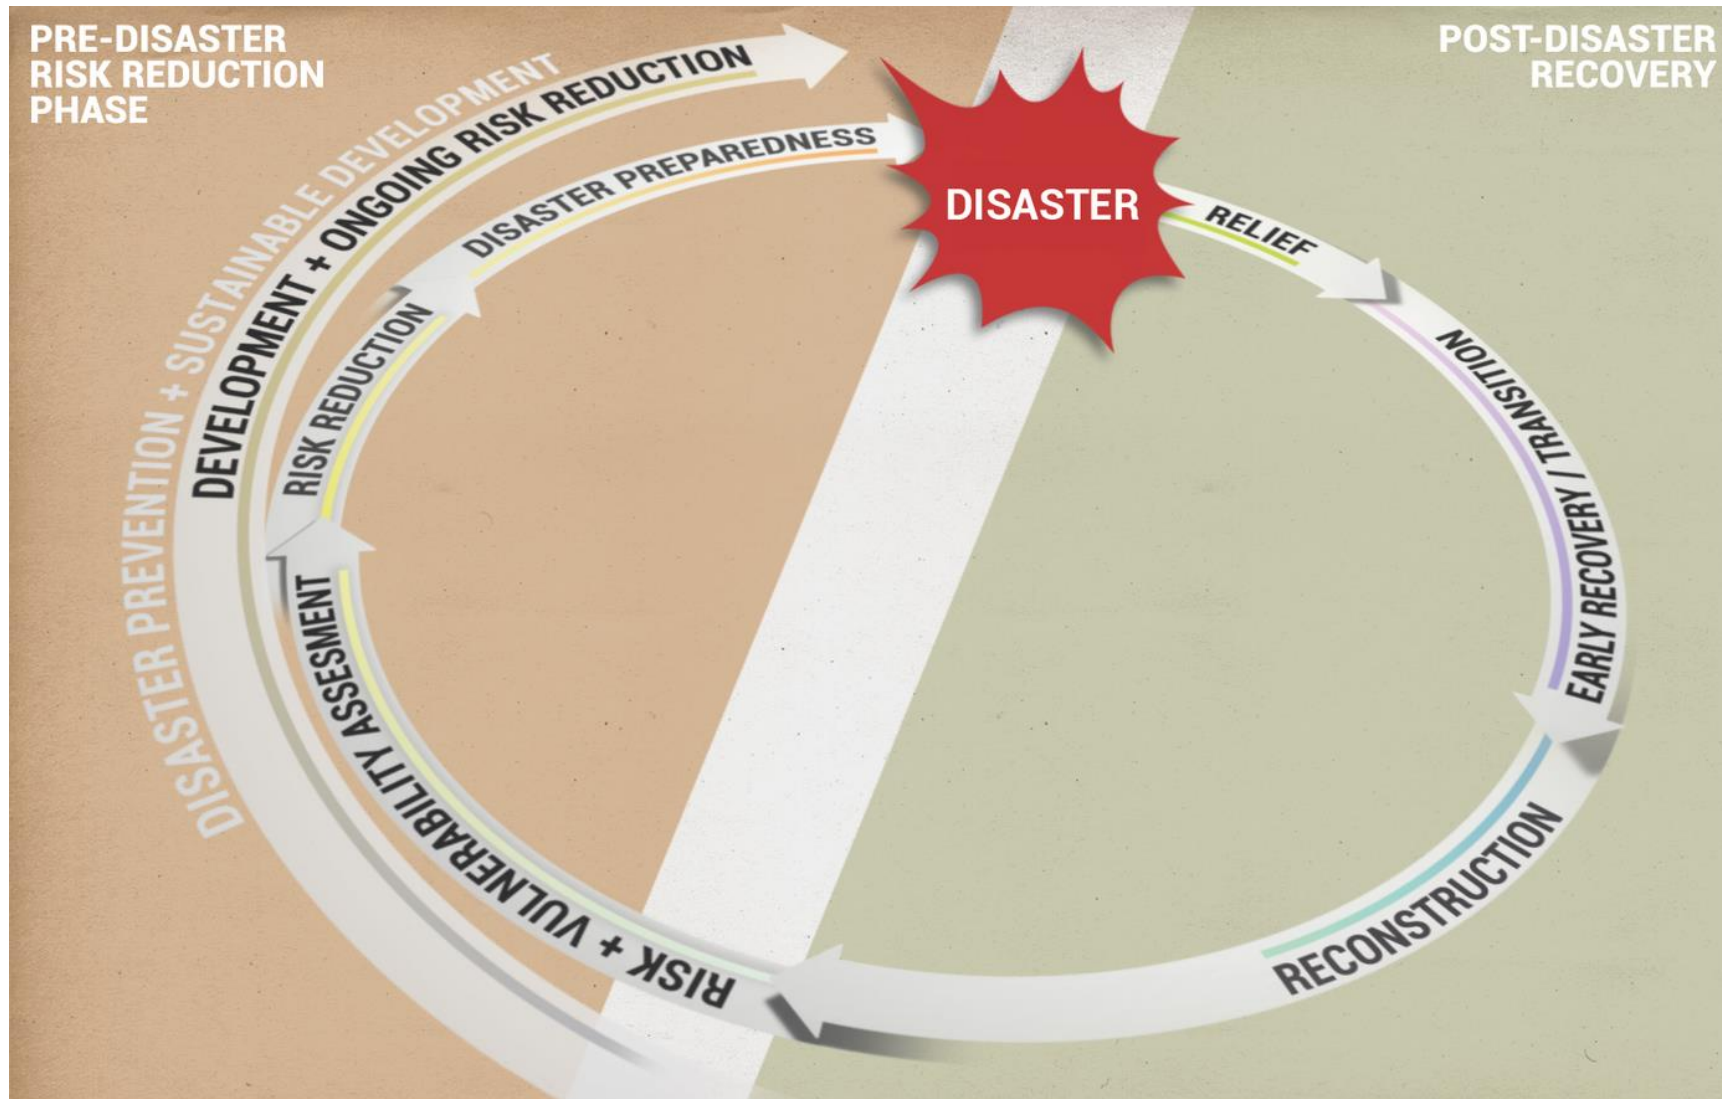 PRE-DISASTER
RISK REDUCTION
PHASE
POST-DISASTER
RECOVERY
DISASTER PREVENTION + SUSTAINABLE DEVELOPMENT
DEVELOPMENT + ONGOING RISK REDUCTION
DISASTER PREPAREDNESS
RISK REDUCTION
RISK + VULNERABILITY ASSESMENT
DISASTER
RELIEF
EARLY RECOVERY / TRANSITION
RECONSTRUCTION